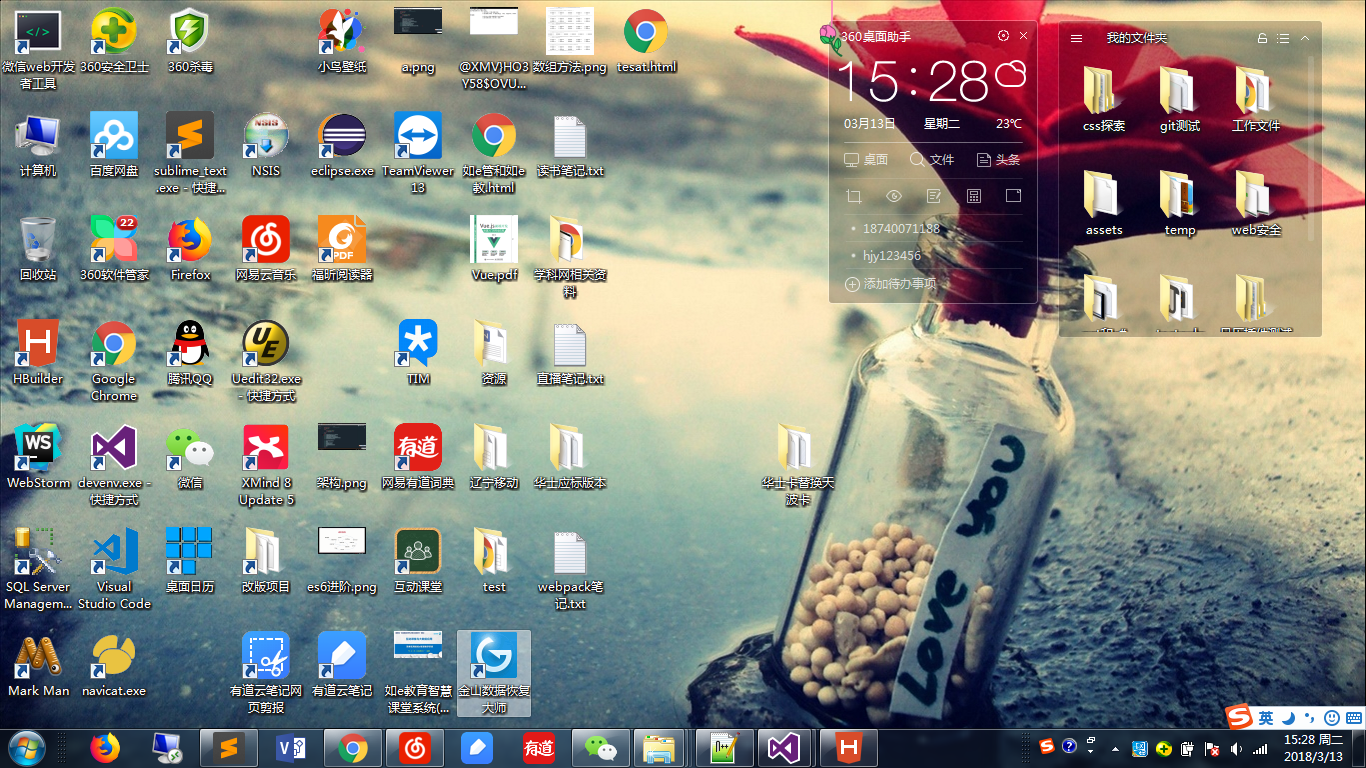 微信web开发
者工具
360安全卫士
360杀毒
小鸟壁纸
a.png
@XMV}HO3
Y58$OVU...
数组方法.png
tesat.html
计算机
百度网盘
sublime_text
.exe - 快捷...
NSIS
eclipse.exe
TeamViewer
13
如e管和如e
教.html
读书笔记.txt
回收站
22
360软件管家
Firefox
网易云音乐
PDF
福昕阅读器
Vue.pdf
学科网相关资
料
HBuilder
Google
Chrome
腾讯QQ
UE
Uedit32.exe
- 快捷方式
TIM
资源
直播笔记.txt
WS
WebStorm
devenv.exe -
快捷方式
微信
XMind 8
Update 5
架构.png
有道
网易有道词典
辽宁移动
华士应标版本
华士卡替换天
波卡
SQL Server
Managem...
Visual
Studio Code
桌面日历
改版项目
es6进阶.png
互动课堂
test
webpack笔
记.txt
Mark Man
navicat.exe
有道云笔记网
页剪报
有道云笔记
如e教育智慧
课堂系统(...
金山数据恢复
大师
360桌面助手
15:28
03月13日 星期二 23℃
桌面 文件 头条
18740071188
hjy123456
添加待办事项
我的文件夹
css探索
git测试
工作文件
assets
temp
web安全
Love you
英
有道
15:28 周二
2018/3/13